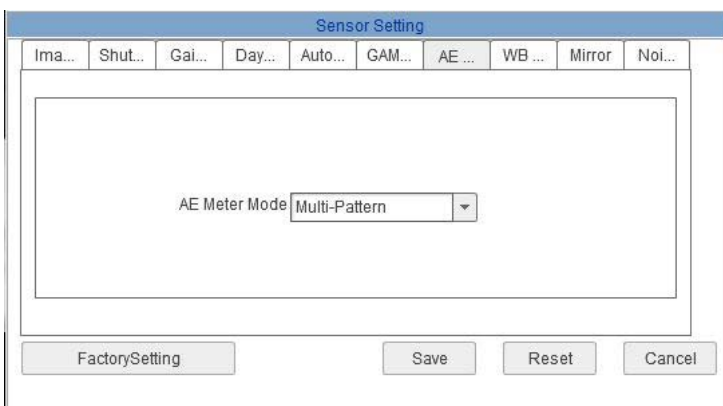 Sensor Setting
Ima... Shut... Gai... Day... Auto... GAM... AE ... WB ... Mirror Noi...
AE Meter Mode Multi-Pattern
FactorySetting Save Reset Cancel